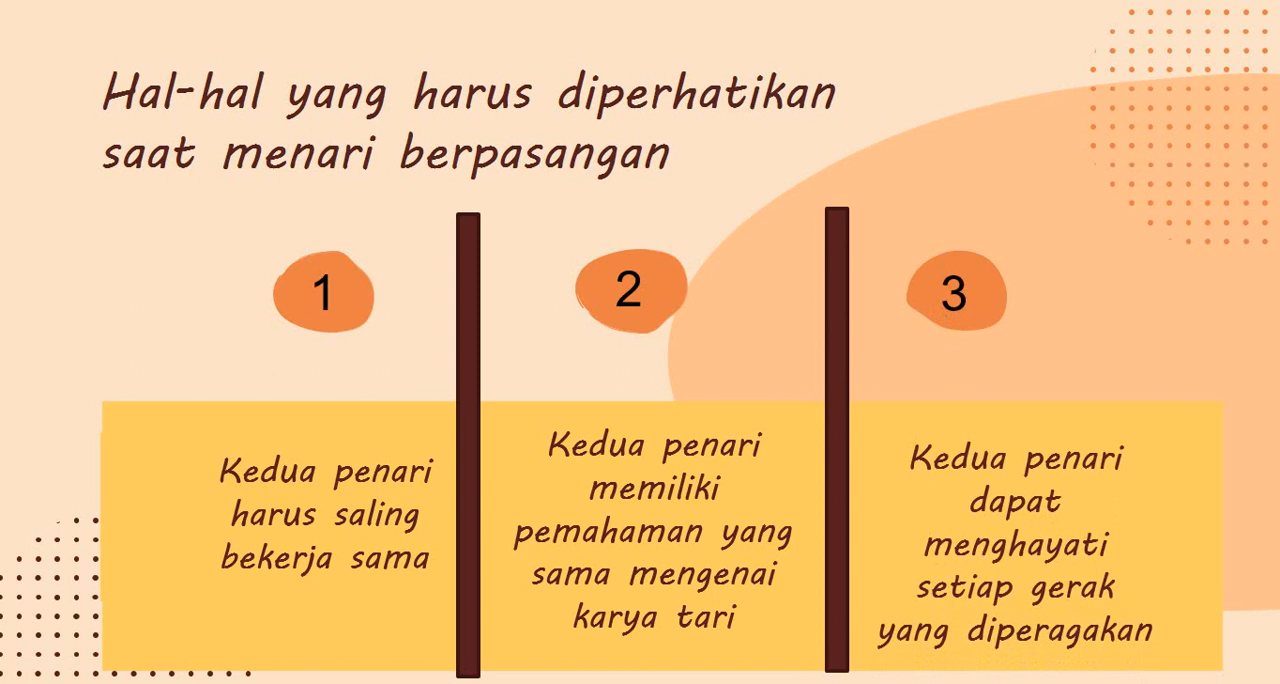 Hal-hal yang harus diperhatikan
saat menari berpasangan
1
Kedua penari
harus saling
bekerja sama
2
Kedua penari
memiliki
pemahaman yang
sama mengenai
karya tari
3
Kedua penari
dapat
menghayati
setiap gerak
yang diperagakan